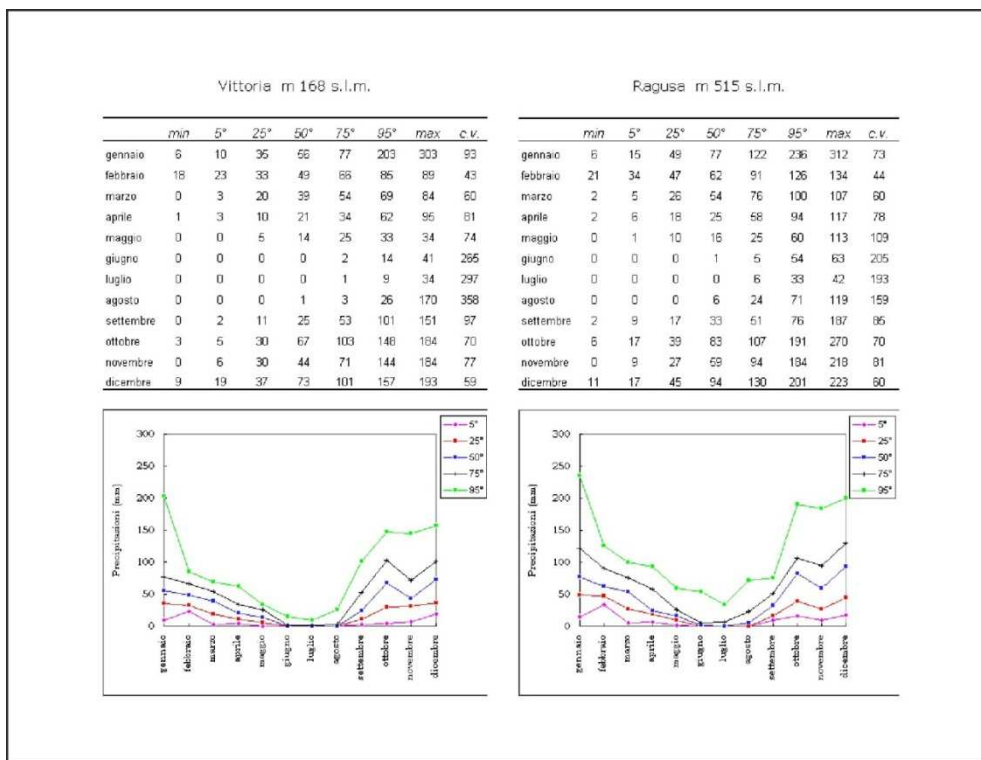 Vittoria m 168 s.l.m.
min 5° 25° 50° 75° 95° max c.v.
gennaio 6 10 35 56 77 203 303 93
febbraio 18 23 33 49 66 85 89 43
marzo 0 3 20 39 54 69 84 60
aprile 1 3 10 21 34 62 95 81
maggio 0 0 5 14 25 33 34 74
giugno 0 0 0 0 2 14 41 265
luglio 0 0 0 0 1 9 34 297
agosto 0 0 0 1 3 26 170 358
settembre 0 2 11 25 53 101 151 97
ottobre 3 5 30 67 103 148 184 70
novembre 0 6 30 44 71 144 184 77
dicembre 9 19 37 73 101 157 193 59
Ragusa m 515 s.l.m.
min 5° 25° 50° 75° 95° max c.v.
gennaio 6 15 49 77 122 236 312 73
febbraio 21 34 47 62 91 126 134 44
marzo 2 5 26 54 76 100 107 60
aprile 2 6 18 25 58 94 117 78
maggio 0 1 10 16 25 60 113 109
giugno 0 0 0 1 5 54 63 205
luglio 0 0 0 0 6 33 42 193
agosto 0 0 0 6 24 71 119 159
settembre 2 9 17 33 51 76 187 85
ottobre 6 17 39 83 107 191 270 70
novembre 0 9 27 59 94 184 218 81
dicembre 11 17 45 94 130 201 223 60
Precipitazioni (mm)
300
250
200
150
100
50
0
gennaio
febbraio
marzo
aprile
maggio
giugno
luglio
agosto
settembre
ottobre
novembre
dicembre
5°
25°
50°
75°
95°
Precipitazioni (mm)
300
250
200
150
100
50
0
gennaio
febbraio
marzo
aprile
maggio
giugno
luglio
agosto
settembre
ottobre
novembre
dicembre
5°
25°
50°
75°
95°